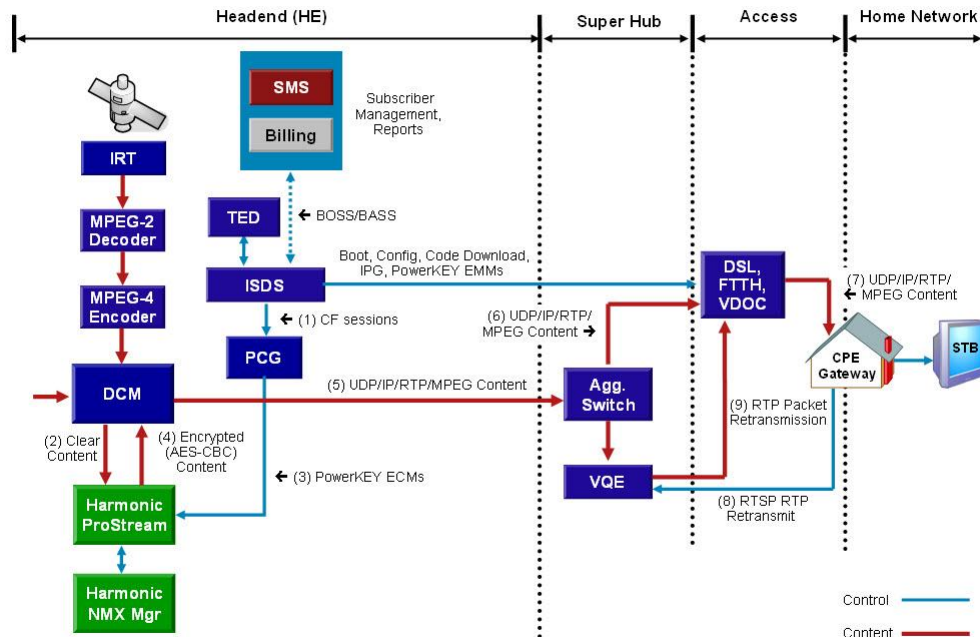 Headend (HE)
Super Hub
Access
Home Network
SMS
Billing
Subscriber
Management,
Reports
IRT
MPEG-2
Decoder
MPEG-4
Encoder
TED
BOSS/BASS
ISDS
Boot, Config, Code Download,
IPG, PowerKEY EMMs
(1) CF sessions
PCG
DCM
(5) UDP/IP/RTP/MPEG Content
(2) Clear
Content
(4) Encrypted
(AES-CBC)
Content
(3) PowerKEY ECMs
Harmonic
ProStream
Harmonic
NMX Mgr
(6) UDP/IP/RTP/
MPEG Content
Agg.
Switch
VQE
DSL,
FTTH,
VDOC
(7) UDP/IP/RTP/
MPEG Content
CPE
Gateway
STB
(9) RTP Packet
Retransmission
(8) RTSP RTP
Retransmit
Control
Content